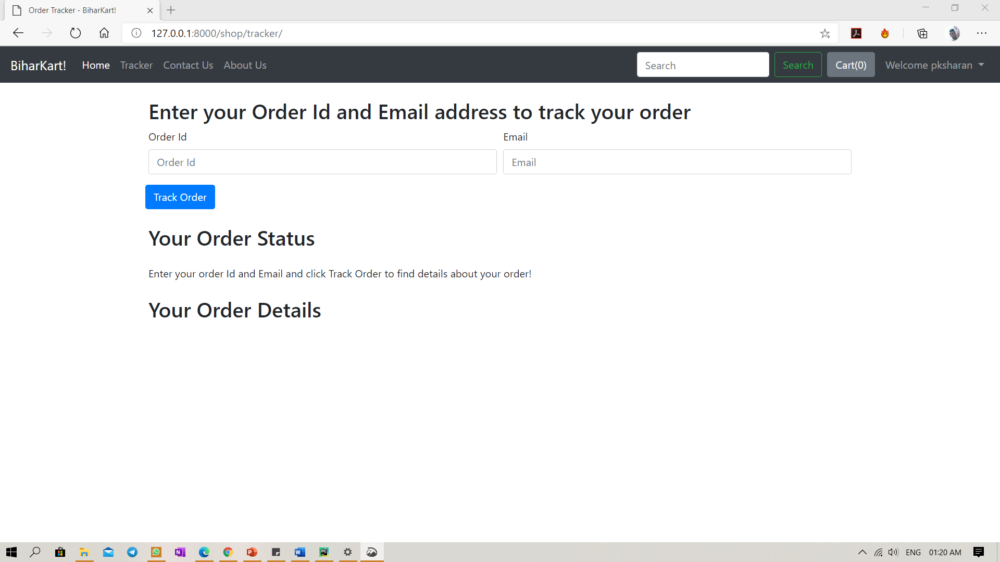 Order Tracker - BiharKart!
127.0.0.1:8000/shop/tracker/
BiharKart! Home Tracker Contact Us About Us Search Search Cart(0) Welcome pksharan
Enter your Order Id and Email address to track your order
Order Id Email
Order Id Email
Track Order
Your Order Status
Enter your order Id and Email and click Track Order to find details about your order!
Your Order Details
ENG 01:20 AM